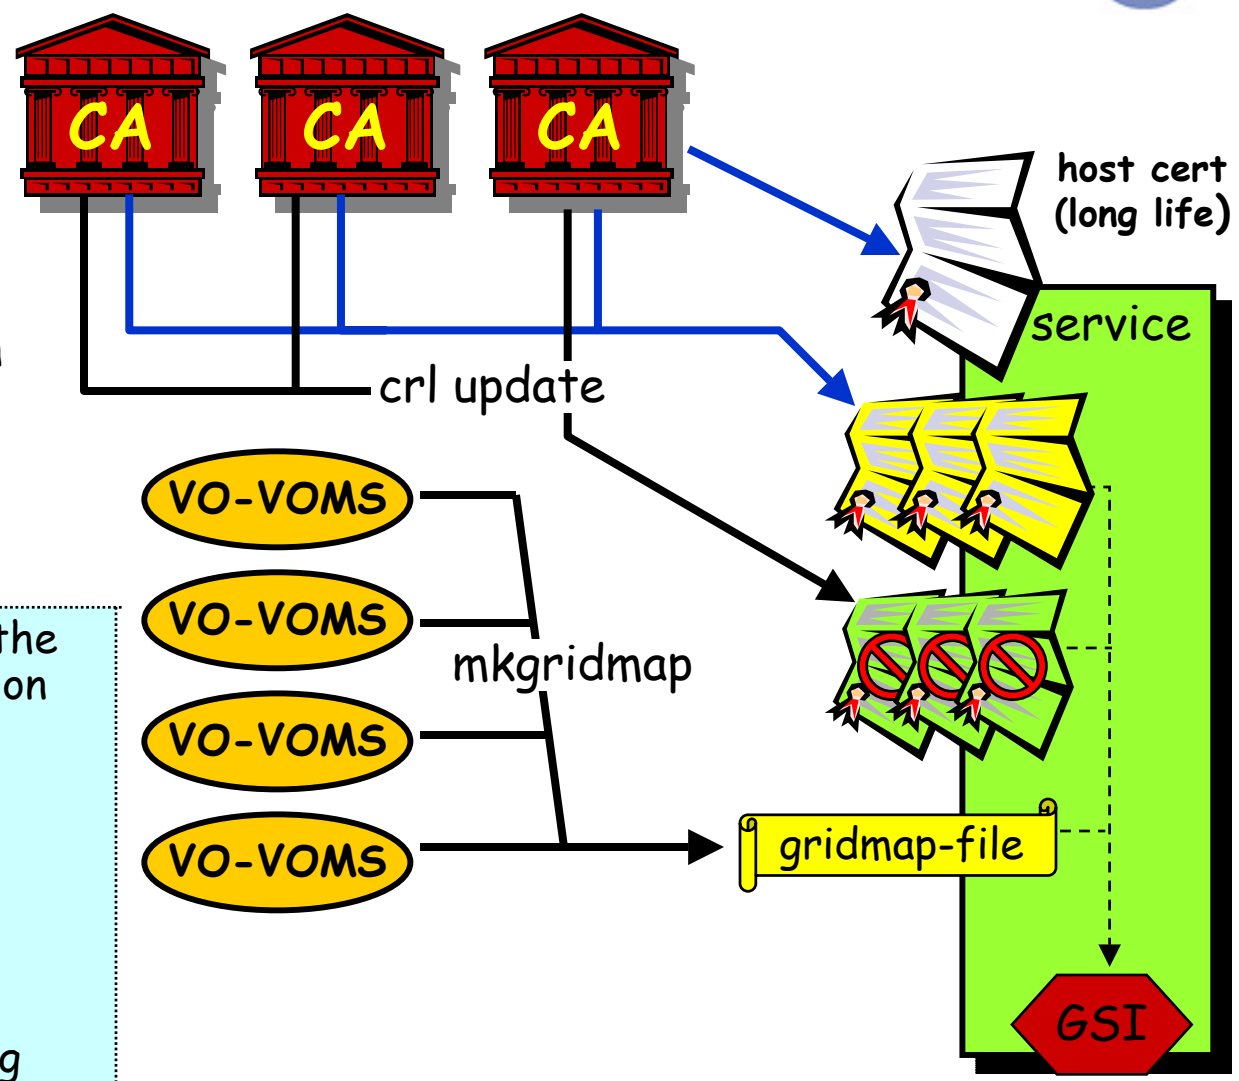 CA CA CA
host cert
(long life)
service
crl update
VO-VOMS
VO-VOMS
mkgridmap
VO-VOMS
VO-VOMS
gridmap-file
GSI
the
on